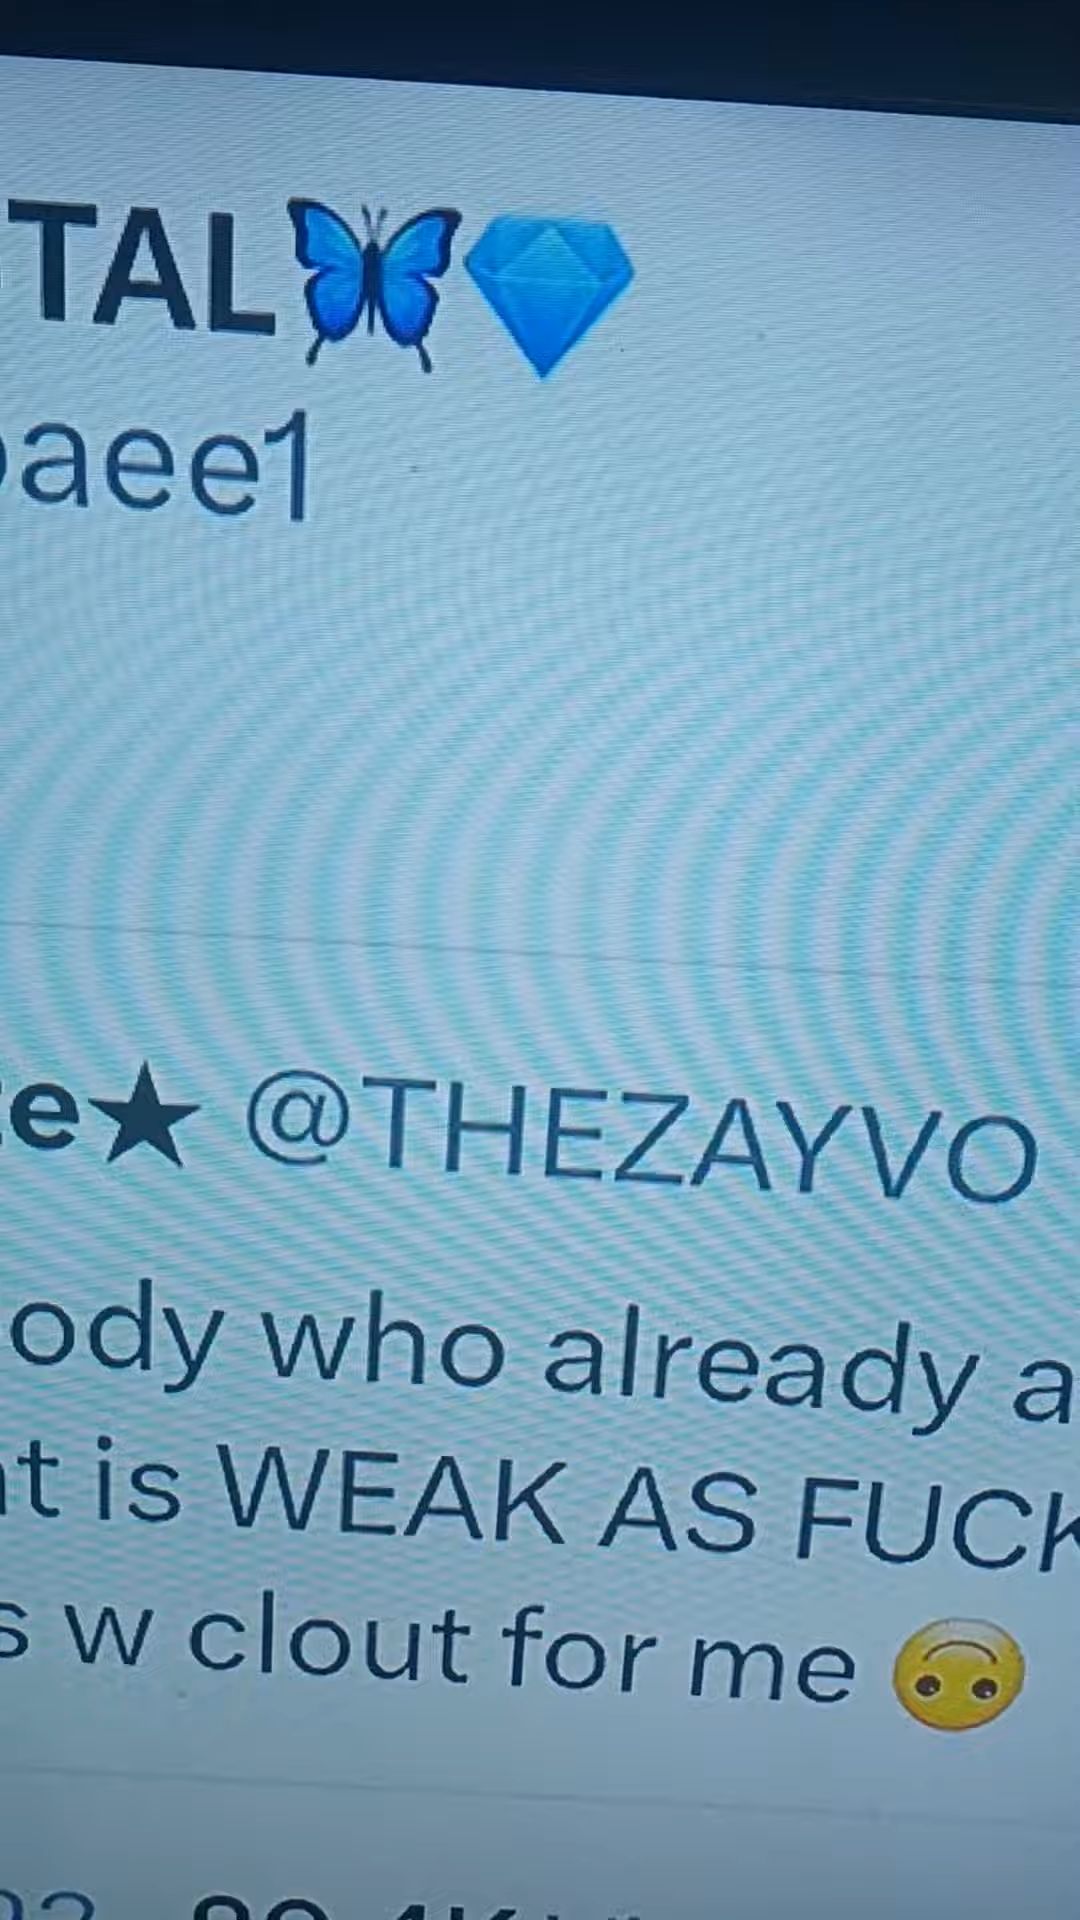 TAL🦋💎
aee1
e★ @THEZAYVO
ody who already a
t is WEAK AS FUCK
s w clout for me 🙃